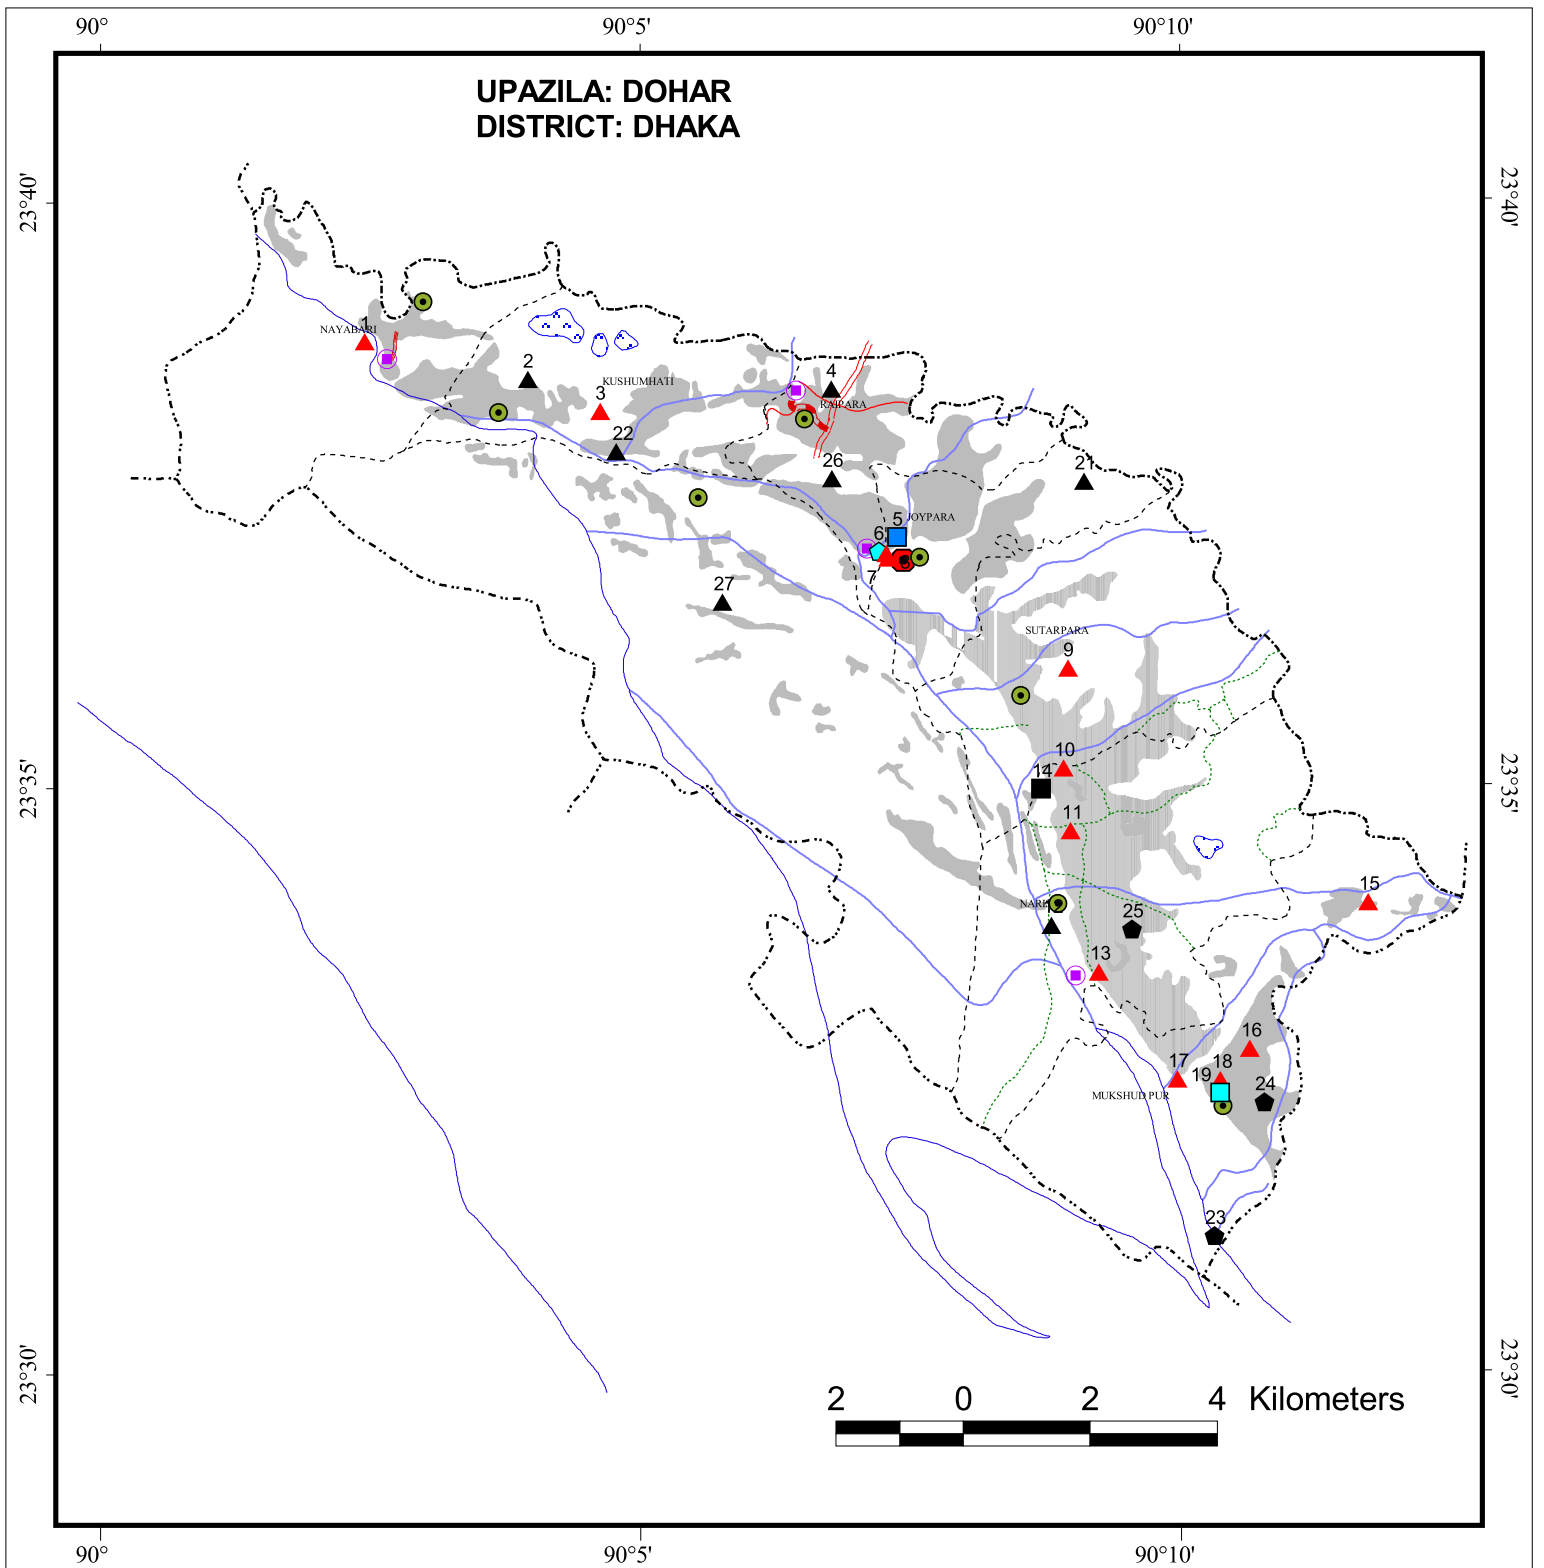 90° 90°5' 90°10'
UPAZILA: DOHAR
DISTRICT: DHAKA
23°40' 23°40'
1
NAYABARI
2
KUSHUMHATI
3
4
RAIPARA
22
26
21
5
JOYPARA
6
7
27
SUTARPARA
9
10
14
23°35' 23°35'
11
15
25
13
16
17 18
19
24
MUKSHUD PUR
23
23°30' 23°30'
2 0 2 4 Kilometers
90° 90°5' 90°10'